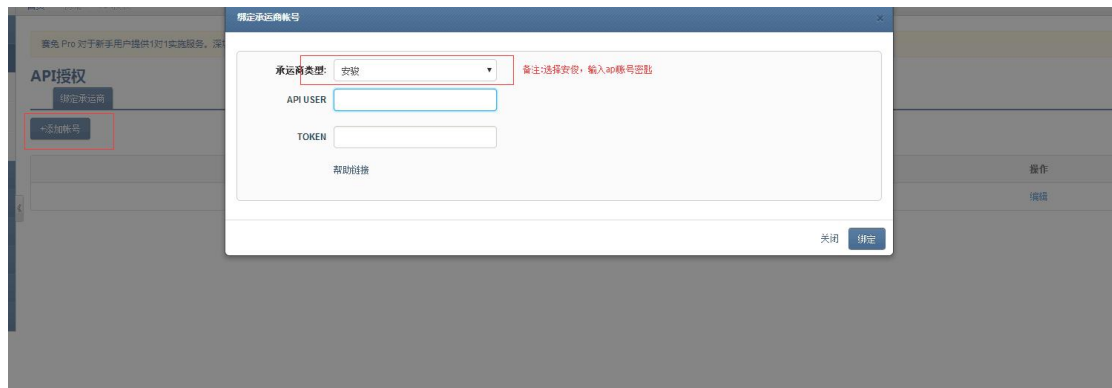 绑定承运商帐号
×
赛兔 Pro 对于新手用户提供1对1实施服务。深
API授权
绑定承运商
+添加帐号
承运商类型: 安骏
备注:选择安俊，输入api账号密匙
API USER
TOKEN
帮助链接
操作
编辑
关闭 绑定